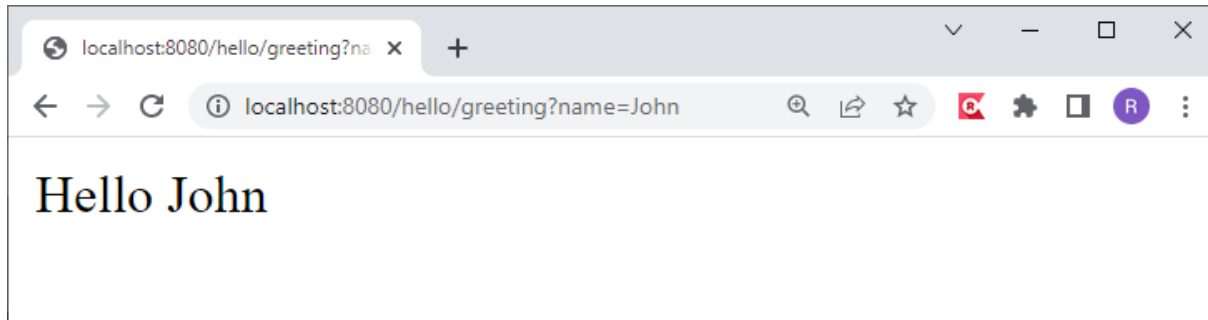 localhost:8080/hello/greeting?na
localhost:8080/hello/greeting?name=John
R
R
Hello John